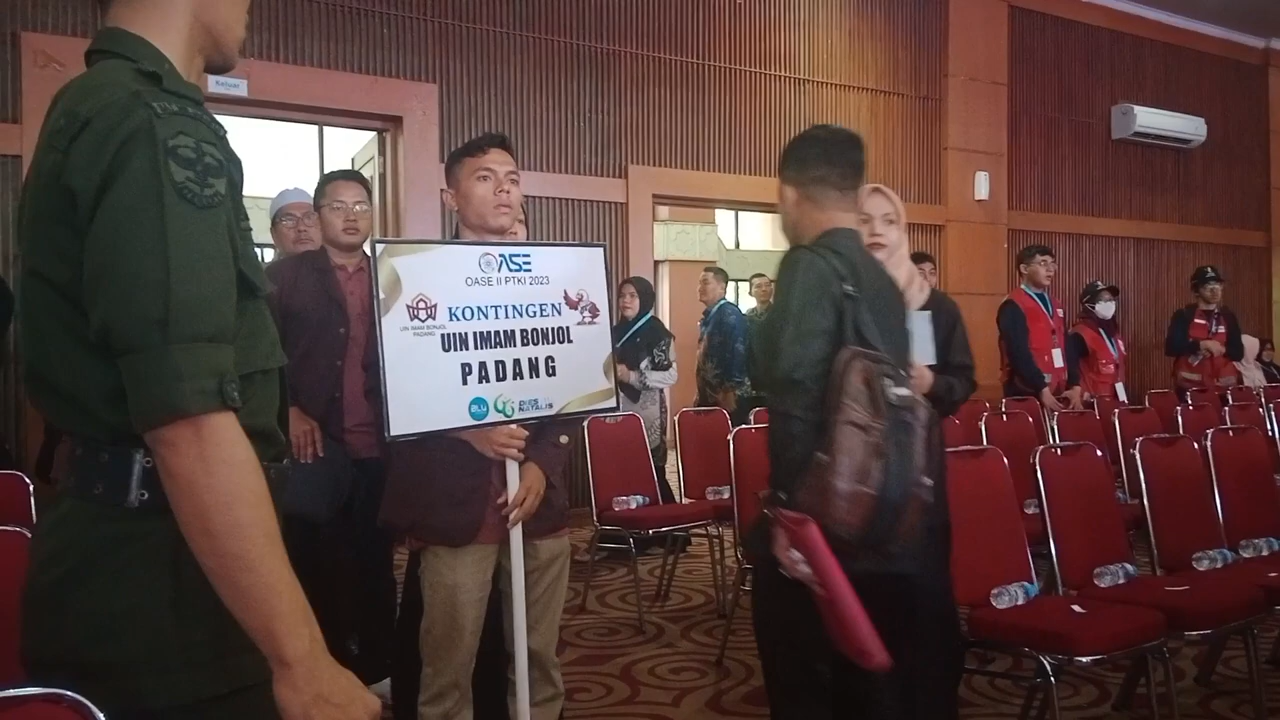 Keluar
OASE
OASE II PTKI 2023
KONTINGEN
UIN IMAM BONJOL
PADANG
UIN IMAM BONJOL
PADANG
BLU
DIES
NATALIS